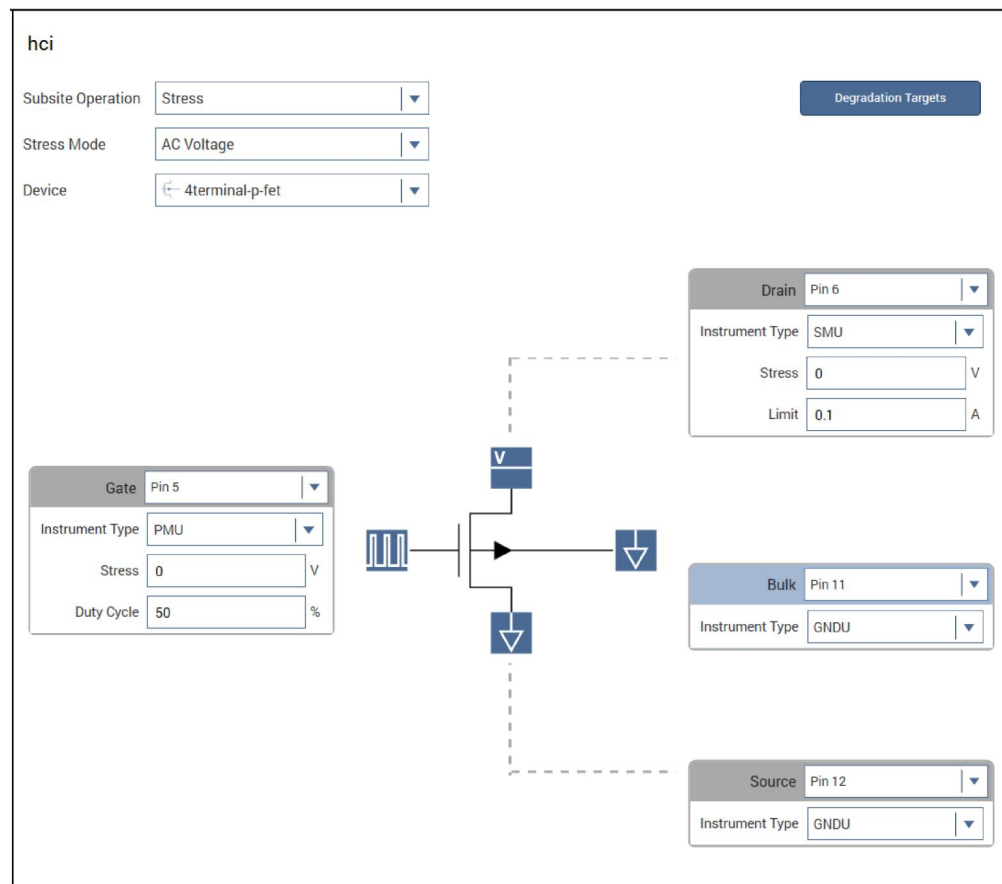 hci
Subsite Operation Stress
Degradation Targets
Stress Mode AC Voltage
Device 4terminal-p-fet
Drain Pin 6
Instrument Type SMU
Stress 0 V
Limit 0.1 A
V
Gate Pin 5
Instrument Type PMU
Stress 0 V
Duty Cycle 50 %
Bulk Pin 11
Instrument Type GNDU
Source Pin 12
Instrument Type GNDU